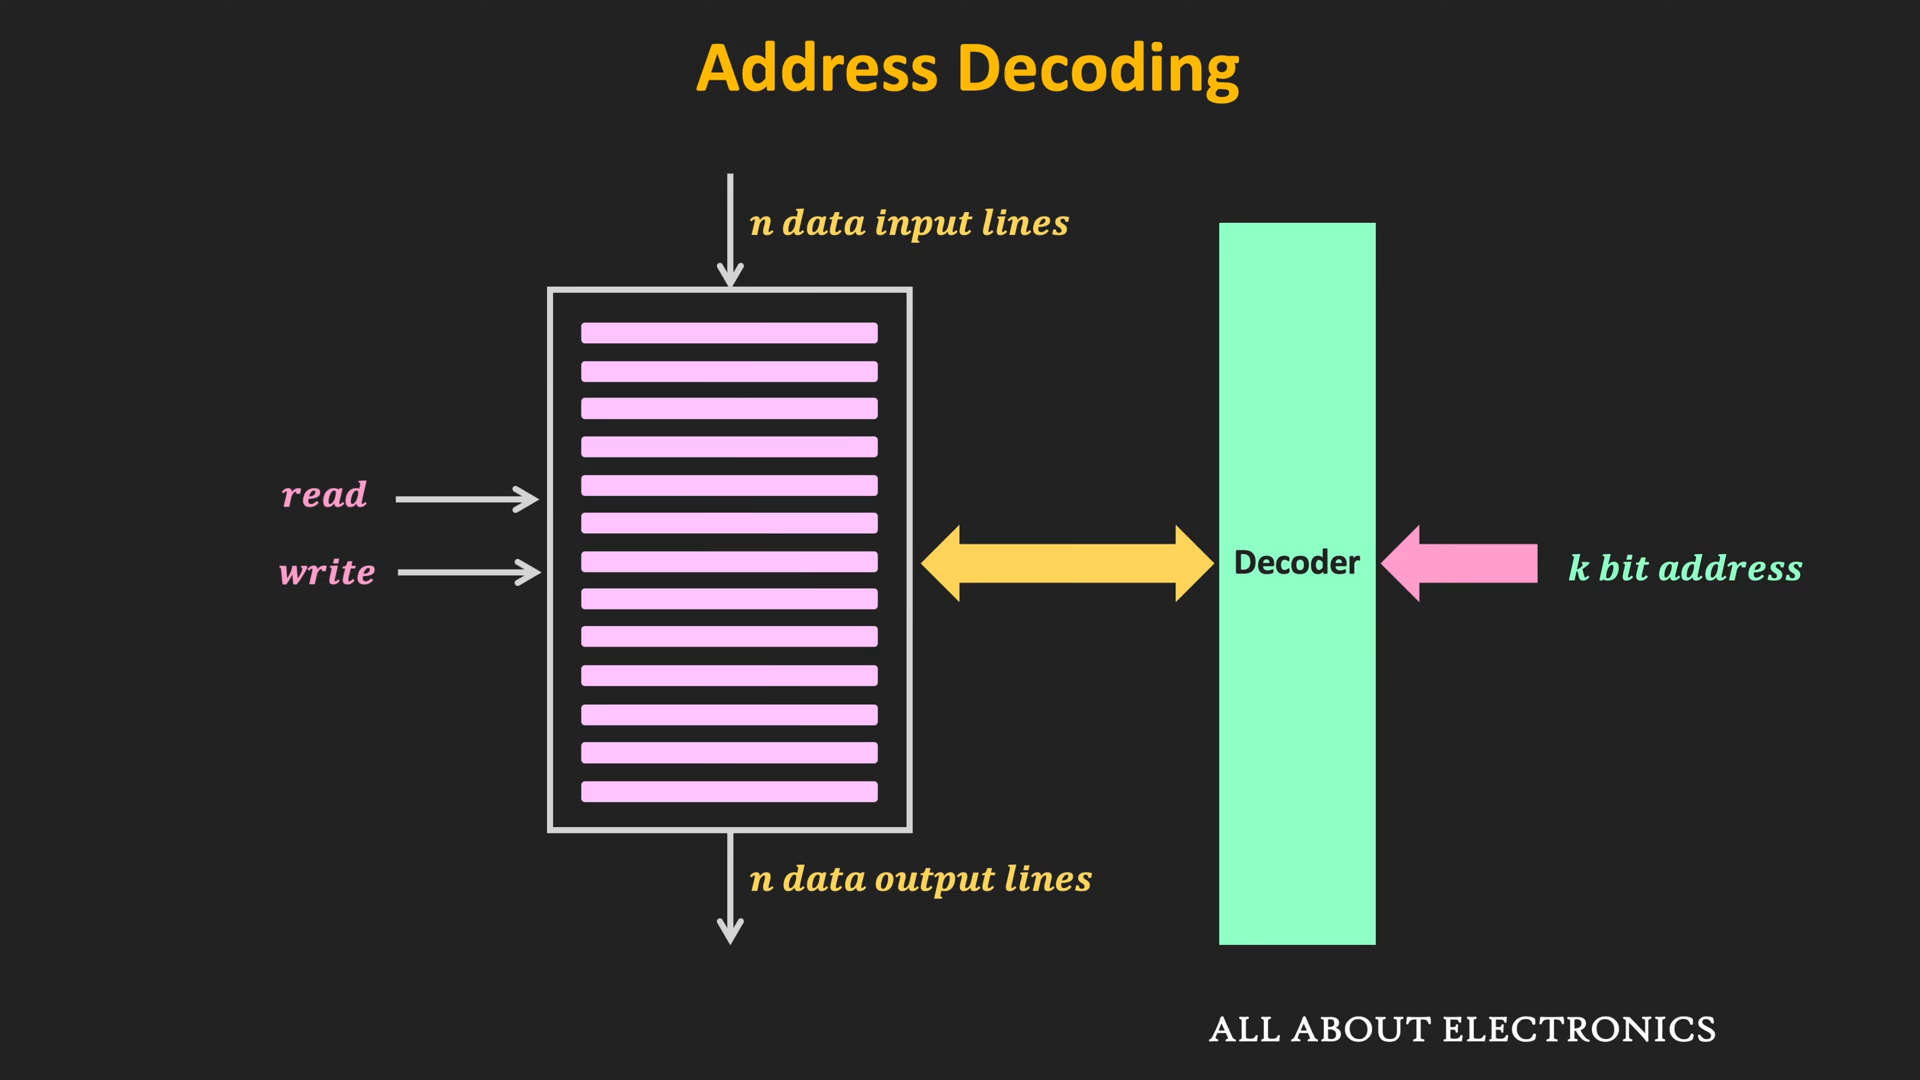 Address Decoding
n data input lines
read
write
Decoder
k bit address
n data output lines
ALL ABOUT ELECTRONICS